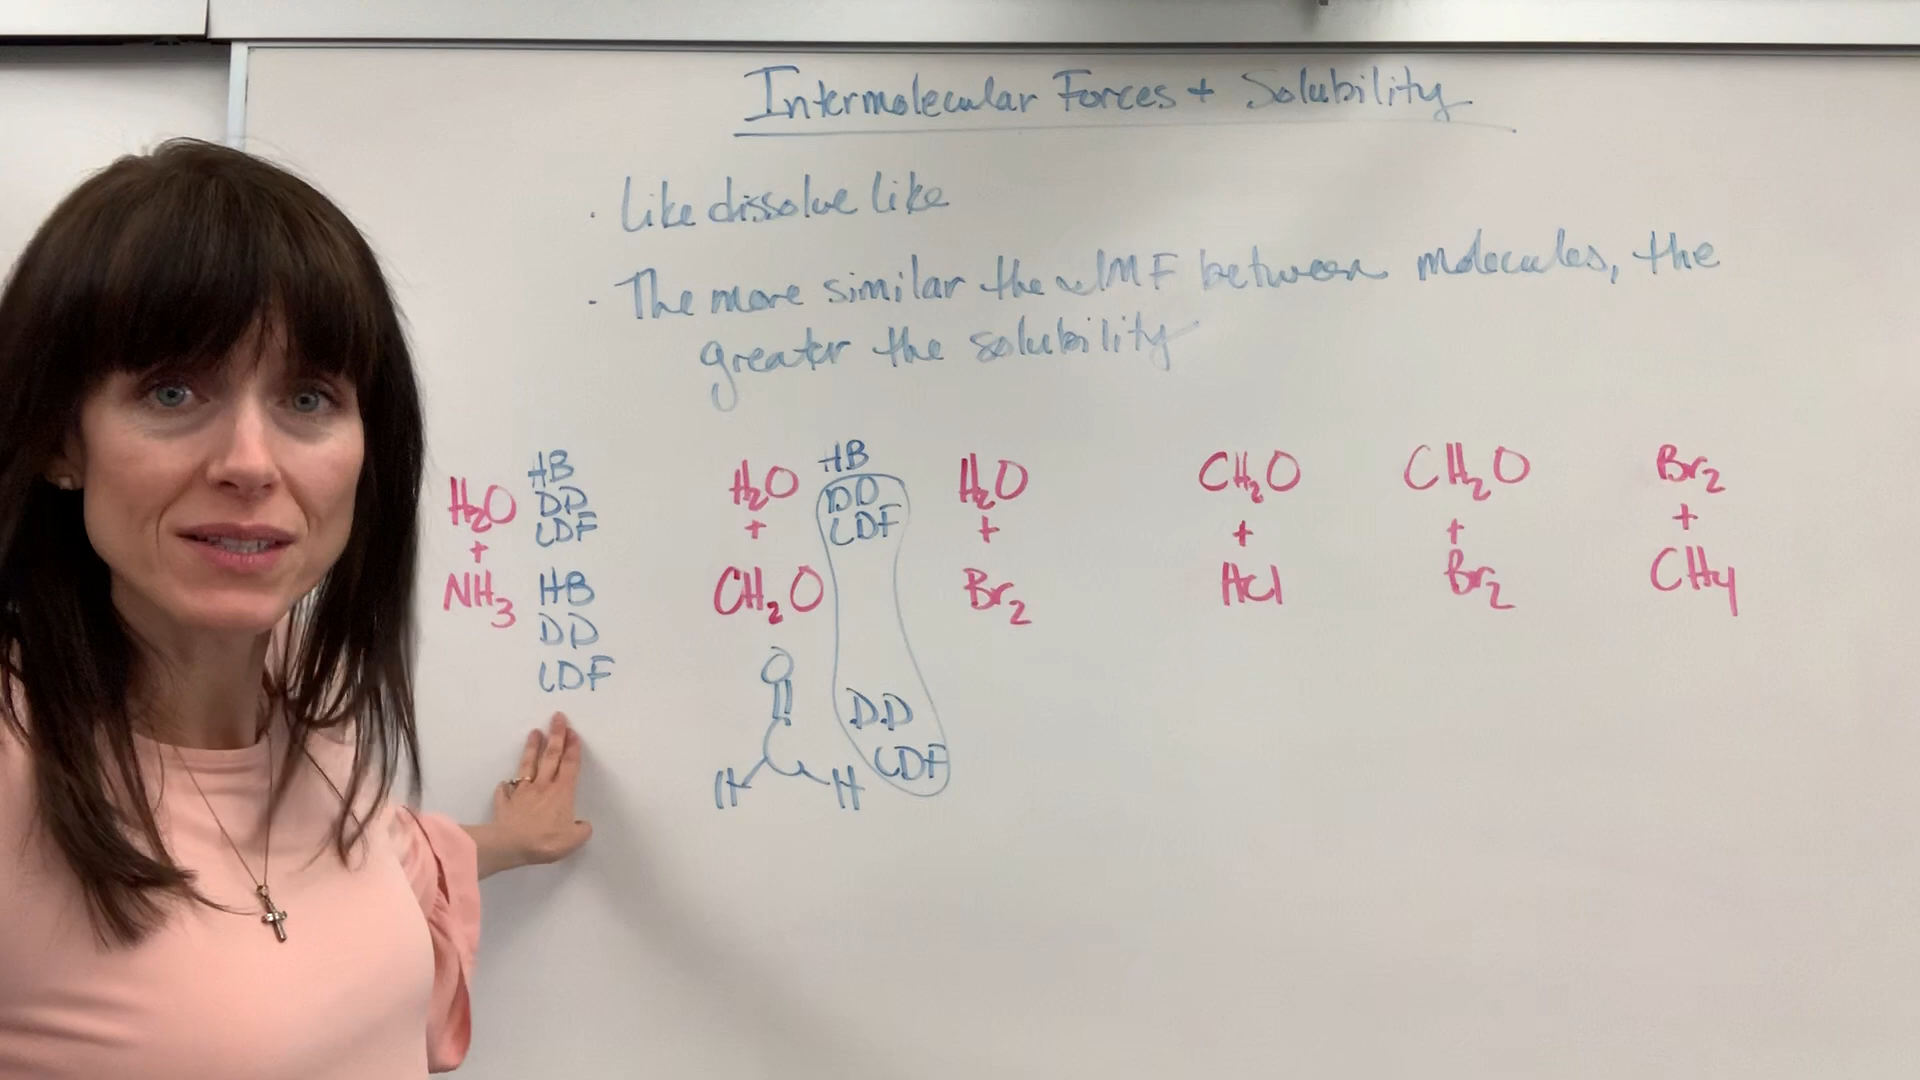 Intermolecular Forces + Solubility
· Like dissolve like
· The more similar the IMF between molecules, the
greater the solubility
H₂O
+
NH₃
HB
DD
LDF
HB
DD
LDF
H₂O
+
CH₂O
HB
DD
LDF
O
C
H H
DD
LDF
H₂O
+
Br₂
CH₂O
+
HCl
CH₂O
+
Br₂
Br₂
+
CH₄